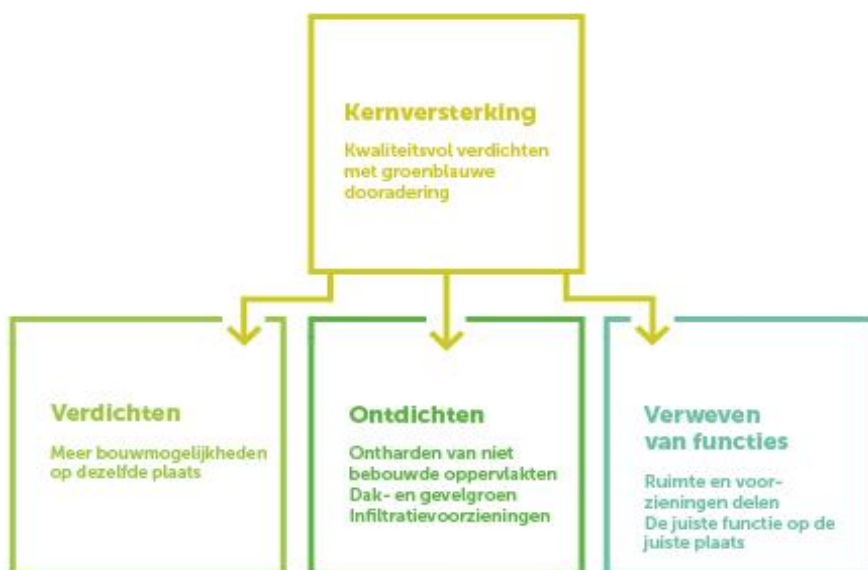 Kernversterking
Kwaliteitsvol verdichten
met groenblauwe
dooradering
Verdichten
Meer bouwmogelijkheden
op dezelfde plaats
Ontdichten
Ontharden van niet
bebouwde oppervlakten
Dak- en gevelgroen
Infiltratievoorzieningen
Verweven
van functies
Ruimte en voor-
zieningen delen
De juiste functie op de
juiste plaats